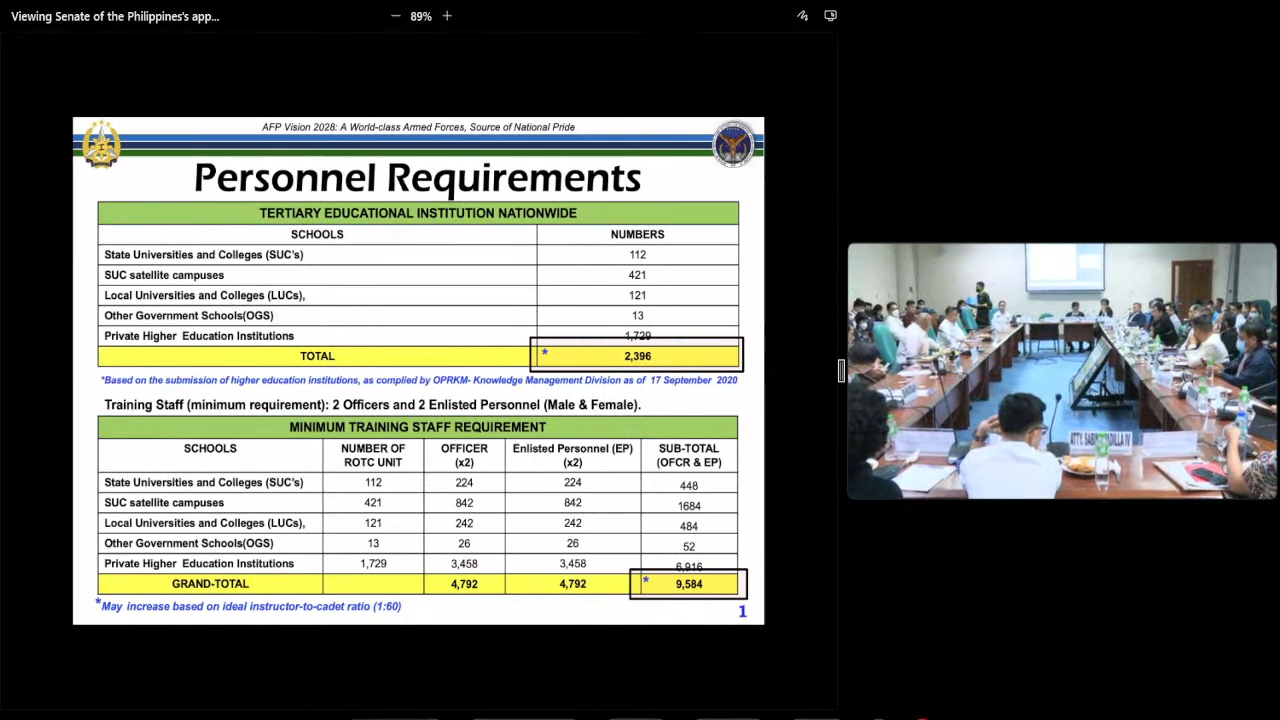 Viewing Senate of the Philippines's app...
89%
AFP Vision 2028: A World-class Armed Forces, Source of National Pride
Personnel Requirements
TERTIARY EDUCATIONAL INSTITUTION NATIONWIDE
SCHOOLS NUMBERS
State Universities and Colleges (SUC's) 112
SUC satellite campuses 421
Local Universities and Colleges (LUCs), 121
Other Government Schools(OGS) 13
Private Higher Education Institutions 1,729
TOTAL * 2,396
*Based on the submission of higher education institutions, as complied by OPRKM- Knowledge Management Division as of 17 September 2020
Training Staff (minimum requirement): 2 Officers and 2 Enlisted Personnel (Male & Female).
MINIMUM TRAINING STAFF REQUIREMENT
SCHOOLS NUMBER OF ROTC UNIT OFFICER (x2) Enlisted Personnel (EP) (x2) SUB-TOTAL (OFCR & EP)
State Universities and Colleges (SUC's) 112 224 224 448
SUC satellite campuses 421 842 842 1684
Local Universities and Colleges (LUCs), 121 242 242 484
Other Government Schools(OGS) 13 26 26 52
Private Higher Education Institutions 1,729 3,458 3,458 6,916
GRAND-TOTAL 4,792 4,792 * 9,584
*May increase based on ideal instructor-to-cadet ratio (1:60)
1